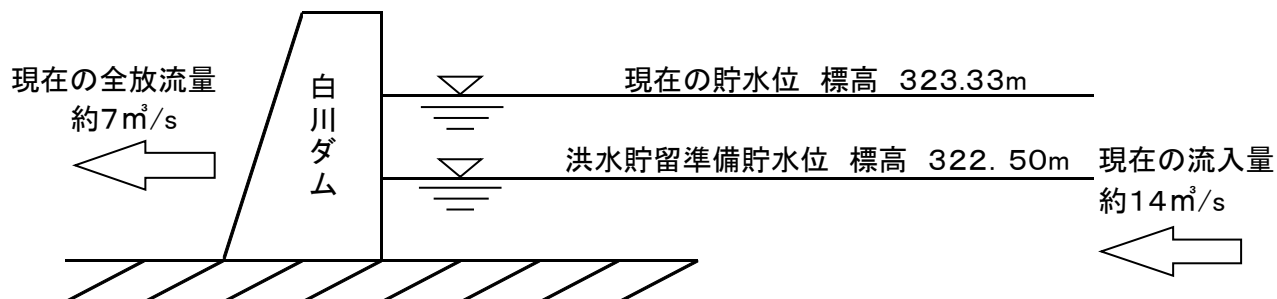 現在の全放流量
約7㎥/s
白川ダム
現在の貯水位 標高 323.33m
洪水貯留準備貯水位 標高 322.50m
現在の流入量
約14㎥/s